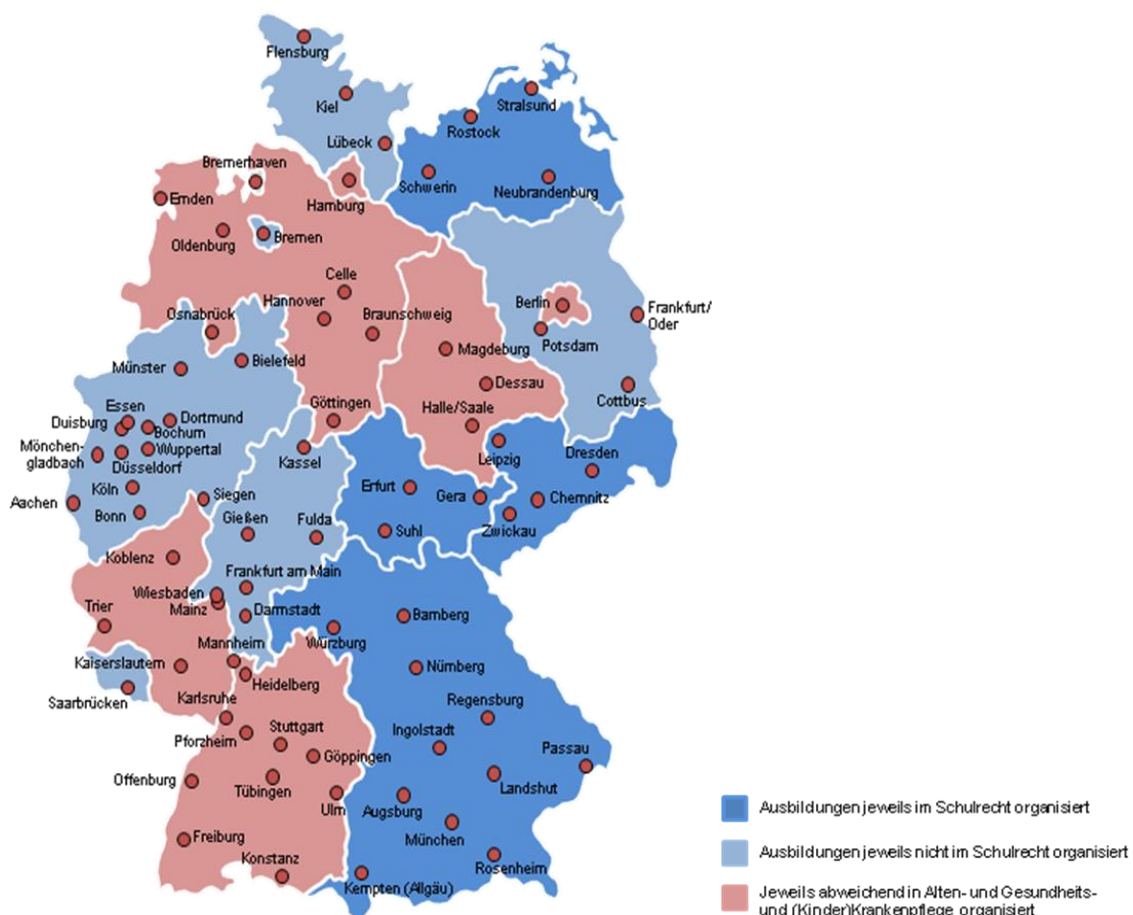 Flensburg
Kiel
Lübeck
Stralsund
Rostock
Schwerin
Neubrandenburg
Bremerhaven
Emden
Hamburg
Oldenburg
Bremen
Celle
Hannover
Braunschweig
Osnabrück
Berlin
Frankfurt/
Oder
Potsdam
Magdeburg
Bielefeld
Münster
Dessau
Cottbus
Essen
Dortmund
Duisburg
Bochum
Göttingen
Halle/Saale
Mönchen-
gladbach
Wuppertal
Düsseldorf
Kassel
Leipzig
Dresden
Köln
Siegen
Erfurt
Gera
Chemnitz
Aachen
Bonn
Gießen
Fulda
Suhl
Zwickau
Koblenz
Frankfurt am Main
Wiesbaden
Mainz
Trier
Darmstadt
Bamberg
Würzburg
Mannheim
Kaiserslautern
Nürnberg
Heidelberg
Saarbrücken
Karlsruhe
Regensburg
Pforzheim
Stuttgart
Ingolstadt
Göppingen
Passau
Offenburg
Tübingen
Landshut
Ulm
Augsburg
München
Freiburg
Rosenheim
Konstanz
Kempten (Allgäu)
Ausbildungen jeweils im Schulrecht organisiert
Ausbildungen jeweils nicht im Schulrecht organisiert
Jeweils abweichend in Alten- und Gesundheits-
und (Kinder)Krankenpflege organisiert